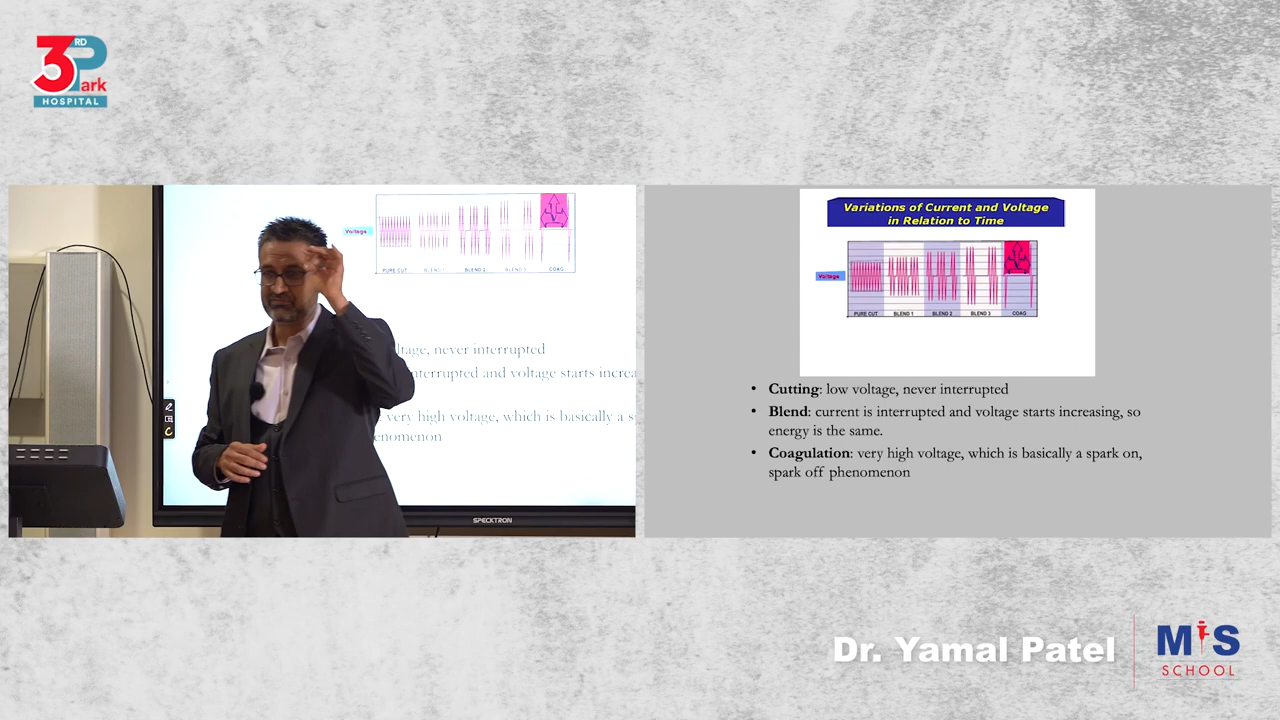 3RD Park
HOSPITAL
Voltage
PURE CUT BLEND 1 BLEND 2 BLEND 3 COAG
ltage, never interrupted
nterrupted and voltage starts increa
very high voltage, which is basically a s
enomenon
SPECKTRON
Variations of Current and Voltage
in Relation to Time
Voltage
PURE CUT BLEND 1 BLEND 2 BLEND 3 COAG
• Cutting: low voltage, never interrupted
• Blend: current is interrupted and voltage starts increasing, so
energy is the same.
• Coagulation: very high voltage, which is basically a spark on,
spark off phenomenon
Dr. Yamal Patel
MIS
SCHOOL